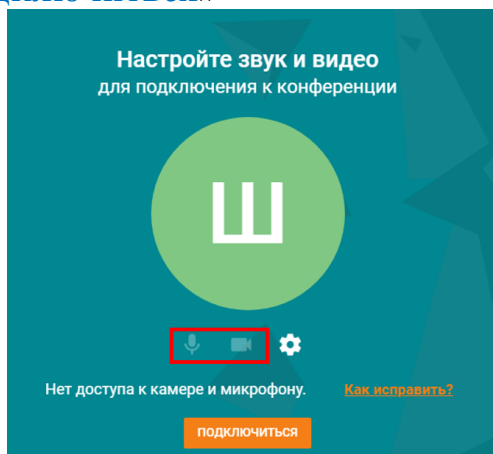 Настройте звук и видео
для подключения к конференции
Ш
Нет доступа к камере и микрофону. Как исправить?
ПОДКЛЮЧИТЬСЯ